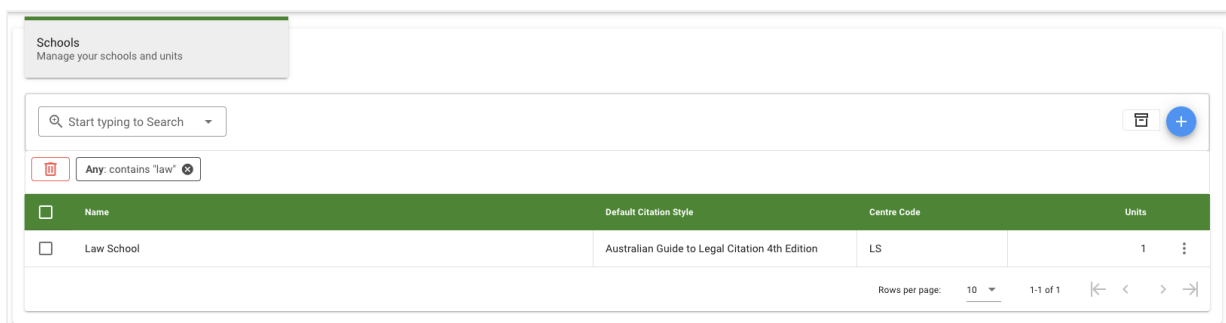 Schools
Manage your schools and units
Start typing to Search
Any: contains "law"
Name Default Citation Style Centre Code Units
Law School Australian Guide to Legal Citation 4th Edition LS 1
Rows per page: 10 1-1 of 1